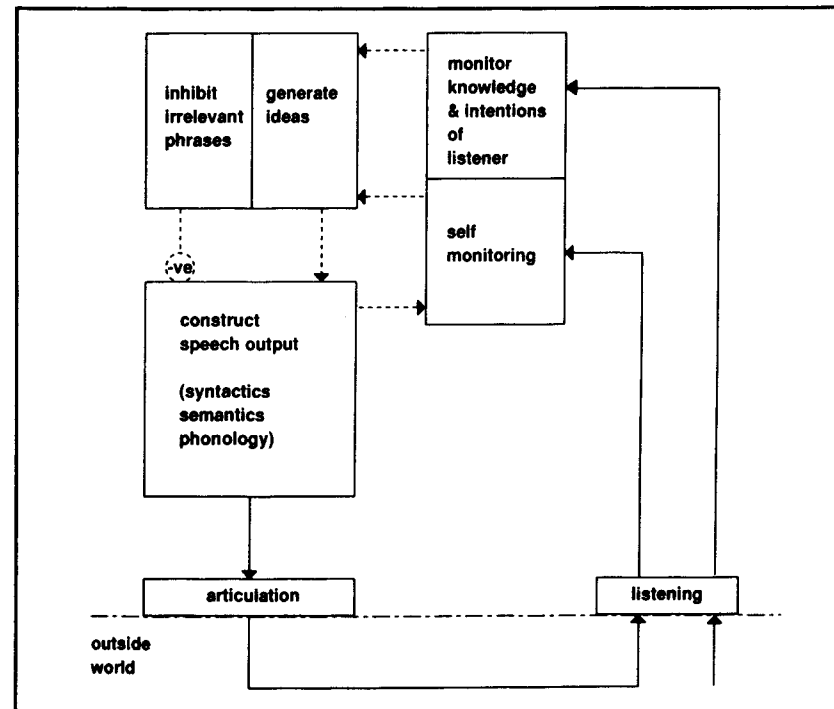 inhibit
irrelevant
phrases
generate
ideas
monitor
knowledge
& intentions
of
listener
self
monitoring
-ve
construct
speech output
(syntactics
semantics
phonology)
articulation
listening
outside
world